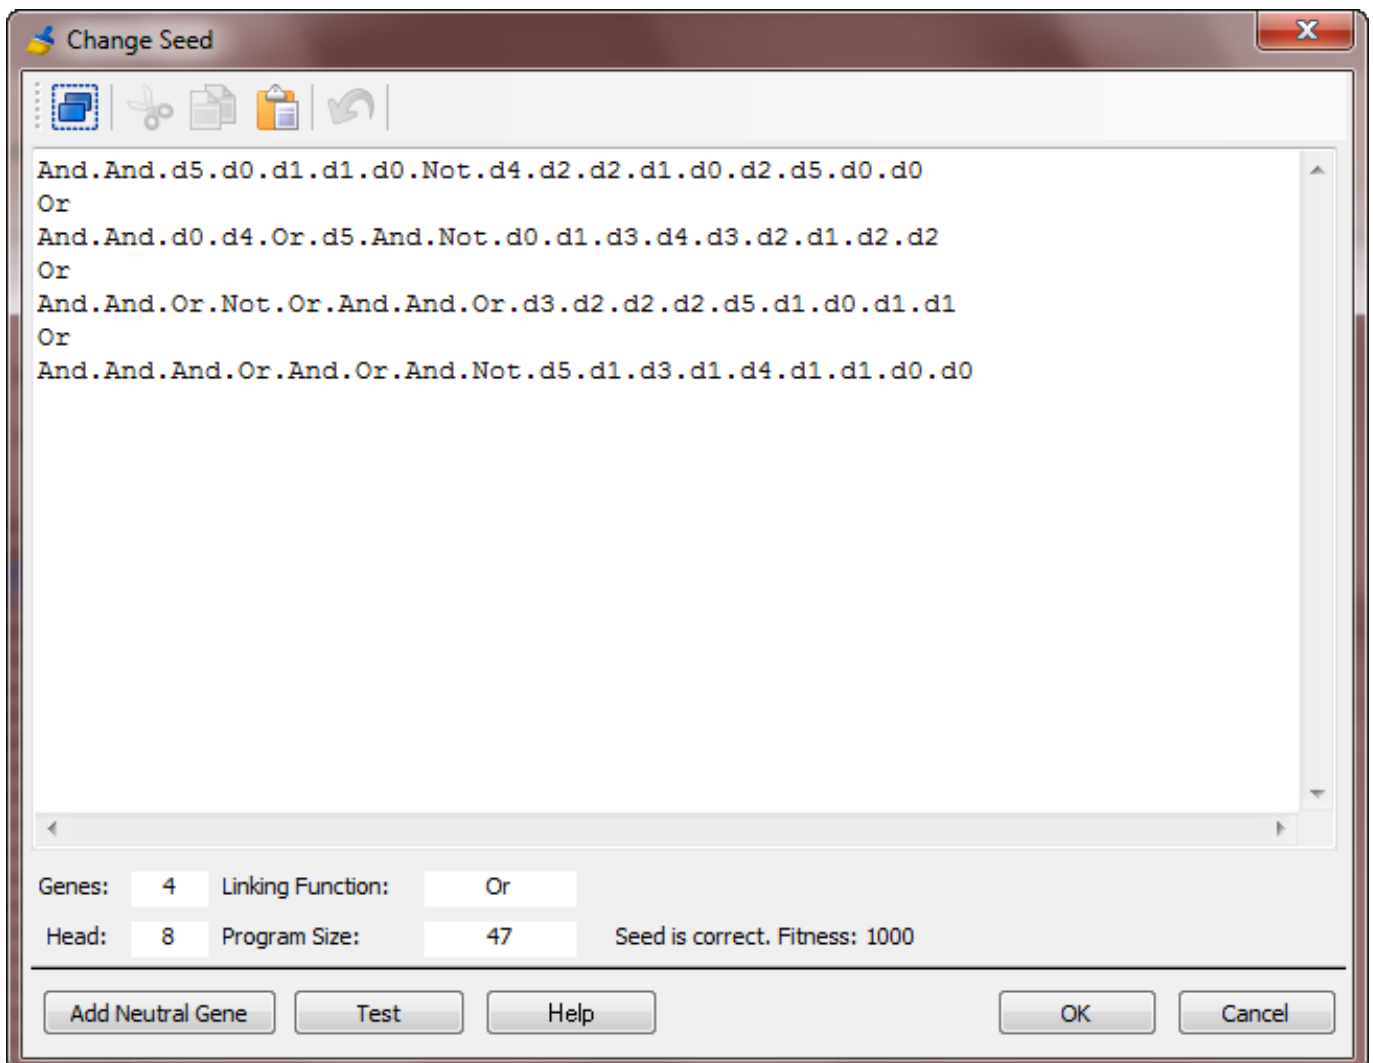 Change Seed
And.And.d5.d0.d1.d1.d0.Not.d4.d2.d2.d1.d0.d2.d5.d0.d0
Or
And.And.d0.d4.Or.d5.And.Not.d0.d1.d3.d4.d3.d2.d1.d2.d2
Or
And.And.Or.Not.Or.And.And.Or.d3.d2.d2.d2.d5.d1.d0.d1.d1
Or
And.And.And.Or.And.Or.And.Not.d5.d1.d3.d1.d4.d1.d1.d0.d0
Genes: 4 Linking Function: Or
Head: 8 Program Size: 47 Seed is correct. Fitness: 1000
Add Neutral Gene Test Help OK Cancel